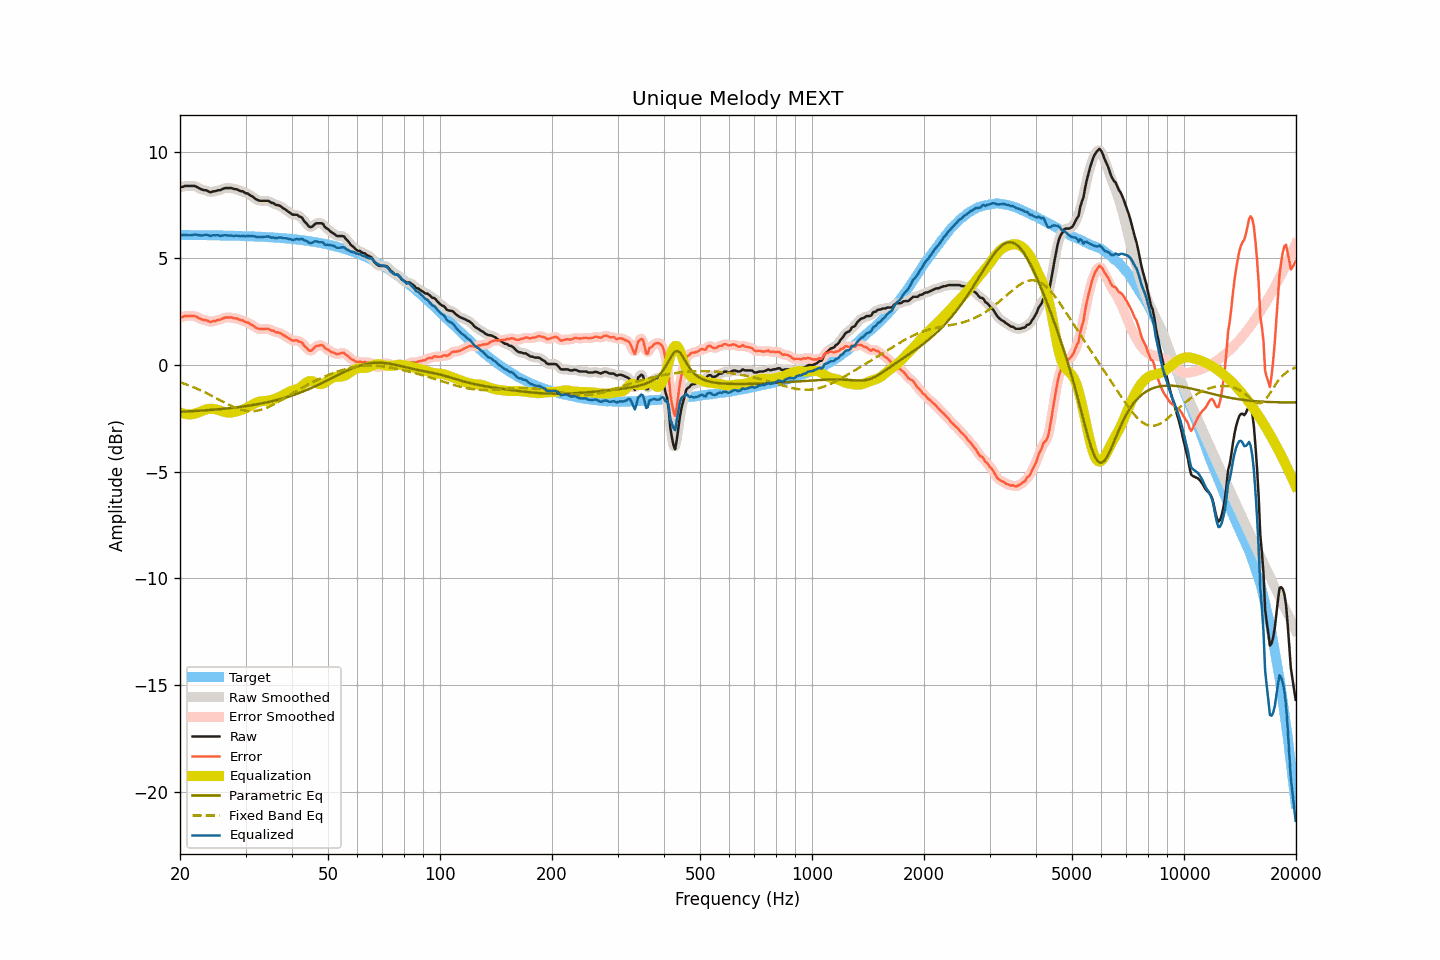 Unique Melody MEXT
10
5
0
−5
−10
−15
−20
Amplitude (dBr)
Target
Raw Smoothed
Error Smoothed
Raw
Error
Equalization
Parametric Eq
Fixed Band Eq
Equalized
20 50 100 200 500 1000 2000 5000 10000 20000
Frequency (Hz)